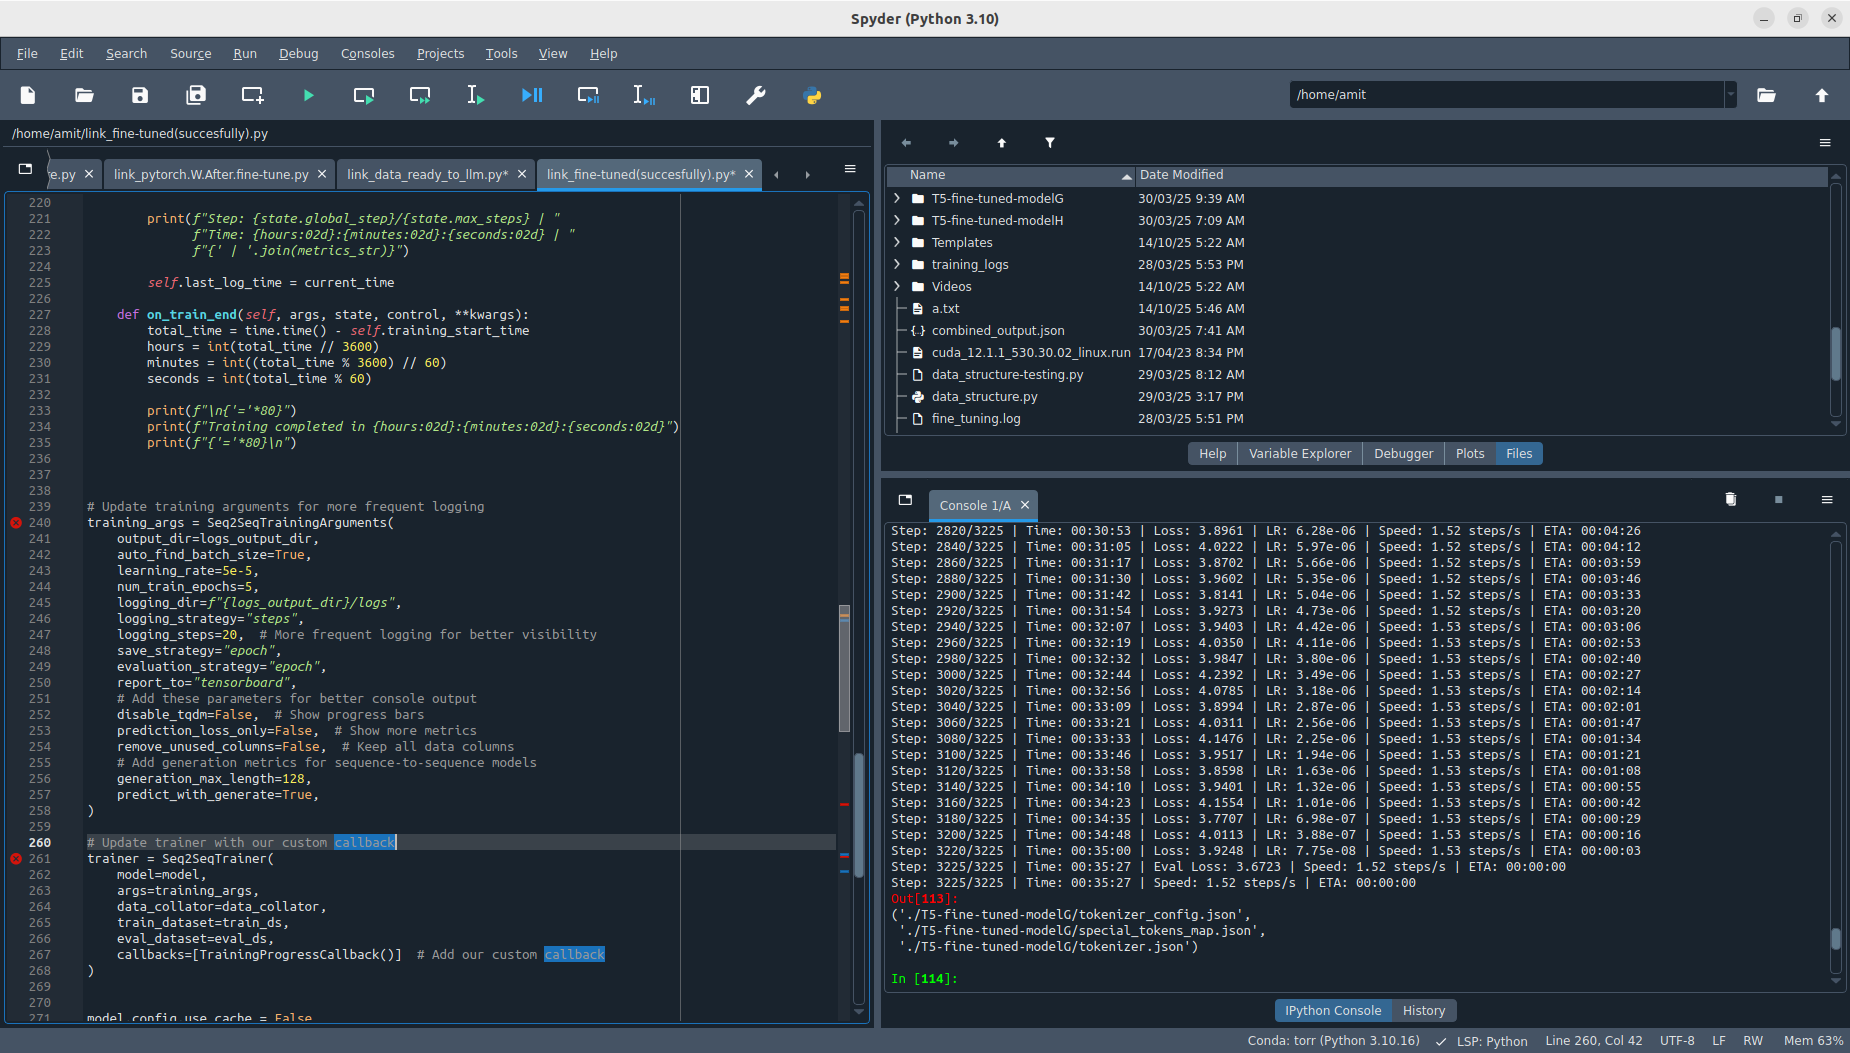 Spyder (Python 3.10)
File Edit Search Source Run Debug Consoles Projects Tools View Help
/home/amit
/home/amit/link_fine-tuned(succesfully).py
e.py link_pytorch.W.After.fine-tune.py link_data_ready_to_llm.py* link_fine-tuned(succesfully).py*
220
221 print(f"Step: {state.global_step}/{state.max_steps} | "
222 f"Time: {hours:02d}:{minutes:02d}:{seconds:02d} | "
223 f"{' | '.join(metrics_str)}")
224
225 self.last_log_time = current_time
226
227 def on_train_end(self, args, state, control, **kwargs):
228 total_time = time.time() - self.training_start_time
229 hours = int(total_time // 3600)
230 minutes = int((total_time % 3600) // 60)
231 seconds = int(total_time % 60)
232
233 print(f"\n{'='*80}")
234 print(f"Training completed in {hours:02d}:{minutes:02d}:{seconds:02d}")
235 print(f"{'='*80}\n")
236
237
238
239 # Update training arguments for more frequent logging
240 training_args = Seq2SeqTrainingArguments(
241 output_dir=logs_output_dir,
242 auto_find_batch_size=True,
243 learning_rate=5e-5,
244 num_train_epochs=5,
245 logging_dir=f"{logs_output_dir}/logs",
246 logging_strategy="steps",
247 logging_steps=20, # More frequent logging for better visibility
248 save_strategy="epoch",
249 evaluation_strategy="epoch",
250 report_to="tensorboard",
251 # Add these parameters for better console output
252 disable_tqdm=False, # Show progress bars
253 prediction_loss_only=False, # Show more metrics
254 remove_unused_columns=False, # Keep all data columns
255 # Add generation metrics for sequence-to-sequence models
256 generation_max_length=128,
257 predict_with_generate=True,
258 )
259
260 # Update trainer with our custom callback
261 trainer = Seq2SeqTrainer(
262 model=model,
263 args=training_args,
264 data_collator=data_collator,
265 train_dataset=train_ds,
266 eval_dataset=eval_ds,
267 callbacks=[TrainingProgressCallback()] # Add our custom callback
268 )
269
270
271 model.config.use_cache = False
Name Date Modified
T5-fine-tuned-modelG 30/03/25 9:39 AM
T5-fine-tuned-modelH 30/03/25 7:09 AM
Templates 14/10/25 5:22 AM
training_logs 28/03/25 5:53 PM
Videos 14/10/25 5:22 AM
a.txt 14/10/25 5:46 AM
combined_output.json 30/03/25 7:41 AM
cuda_12.1.1_530.30.02_linux.run 17/04/23 8:34 PM
data_structure-testing.py 29/03/25 8:12 AM
data_structure.py 29/03/25 3:17 PM
fine_tuning.log 28/03/25 5:51 PM
Help Variable Explorer Debugger Plots Files
Console 1/A
Step: 2820/3225 | Time: 00:30:53 | Loss: 3.8961 | LR: 6.28e-06 | Speed: 1.52 steps/s | ETA: 00:04:26
Step: 2840/3225 | Time: 00:31:05 | Loss: 4.0222 | LR: 5.97e-06 | Speed: 1.52 steps/s | ETA: 00:04:12
Step: 2860/3225 | Time: 00:31:17 | Loss: 3.8702 | LR: 5.66e-06 | Speed: 1.52 steps/s | ETA: 00:03:59
Step: 2880/3225 | Time: 00:31:30 | Loss: 3.9602 | LR: 5.35e-06 | Speed: 1.52 steps/s | ETA: 00:03:46
Step: 2900/3225 | Time: 00:31:42 | Loss: 3.8141 | LR: 5.04e-06 | Speed: 1.52 steps/s | ETA: 00:03:33
Step: 2920/3225 | Time: 00:31:54 | Loss: 3.9273 | LR: 4.73e-06 | Speed: 1.52 steps/s | ETA: 00:03:20
Step: 2940/3225 | Time: 00:32:07 | Loss: 3.9403 | LR: 4.42e-06 | Speed: 1.53 steps/s | ETA: 00:03:06
Step: 2960/3225 | Time: 00:32:19 | Loss: 4.0350 | LR: 4.11e-06 | Speed: 1.53 steps/s | ETA: 00:02:53
Step: 2980/3225 | Time: 00:32:32 | Loss: 3.9847 | LR: 3.80e-06 | Speed: 1.53 steps/s | ETA: 00:02:40
Step: 3000/3225 | Time: 00:32:44 | Loss: 4.2392 | LR: 3.49e-06 | Speed: 1.53 steps/s | ETA: 00:02:27
Step: 3020/3225 | Time: 00:32:56 | Loss: 4.0785 | LR: 3.18e-06 | Speed: 1.53 steps/s | ETA: 00:02:14
Step: 3040/3225 | Time: 00:33:09 | Loss: 3.8994 | LR: 2.87e-06 | Speed: 1.53 steps/s | ETA: 00:02:01
Step: 3060/3225 | Time: 00:33:21 | Loss: 4.0311 | LR: 2.56e-06 | Speed: 1.53 steps/s | ETA: 00:01:47
Step: 3080/3225 | Time: 00:33:33 | Loss: 4.1476 | LR: 2.25e-06 | Speed: 1.53 steps/s | ETA: 00:01:34
Step: 3100/3225 | Time: 00:33:46 | Loss: 3.9517 | LR: 1.94e-06 | Speed: 1.53 steps/s | ETA: 00:01:21
Step: 3120/3225 | Time: 00:33:58 | Loss: 3.8598 | LR: 1.63e-06 | Speed: 1.53 steps/s | ETA: 00:01:08
Step: 3140/3225 | Time: 00:34:10 | Loss: 3.9401 | LR: 1.32e-06 | Speed: 1.53 steps/s | ETA: 00:00:55
Step: 3160/3225 | Time: 00:34:23 | Loss: 4.1554 | LR: 1.01e-06 | Speed: 1.53 steps/s | ETA: 00:00:42
Step: 3180/3225 | Time: 00:34:35 | Loss: 3.7707 | LR: 6.98e-07 | Speed: 1.53 steps/s | ETA: 00:00:29
Step: 3200/3225 | Time: 00:34:48 | Loss: 4.0113 | LR: 3.88e-07 | Speed: 1.53 steps/s | ETA: 00:00:16
Step: 3220/3225 | Time: 00:35:00 | Loss: 3.9248 | LR: 7.75e-08 | Speed: 1.53 steps/s | ETA: 00:00:03
Step: 3225/3225 | Time: 00:35:27 | Eval Loss: 3.6723 | Speed: 1.52 steps/s | ETA: 00:00:00
Step: 3225/3225 | Time: 00:35:27 | Speed: 1.52 steps/s | ETA: 00:00:00
Out[113]:
('./T5-fine-tuned-modelG/tokenizer_config.json',
'./T5-fine-tuned-modelG/special_tokens_map.json',
'./T5-fine-tuned-modelG/tokenizer.json')
In [114]:
IPython Console History
Conda: torr (Python 3.10.16) LSP: Python Line 260, Col 42 UTF-8 LF RW Mem 63%